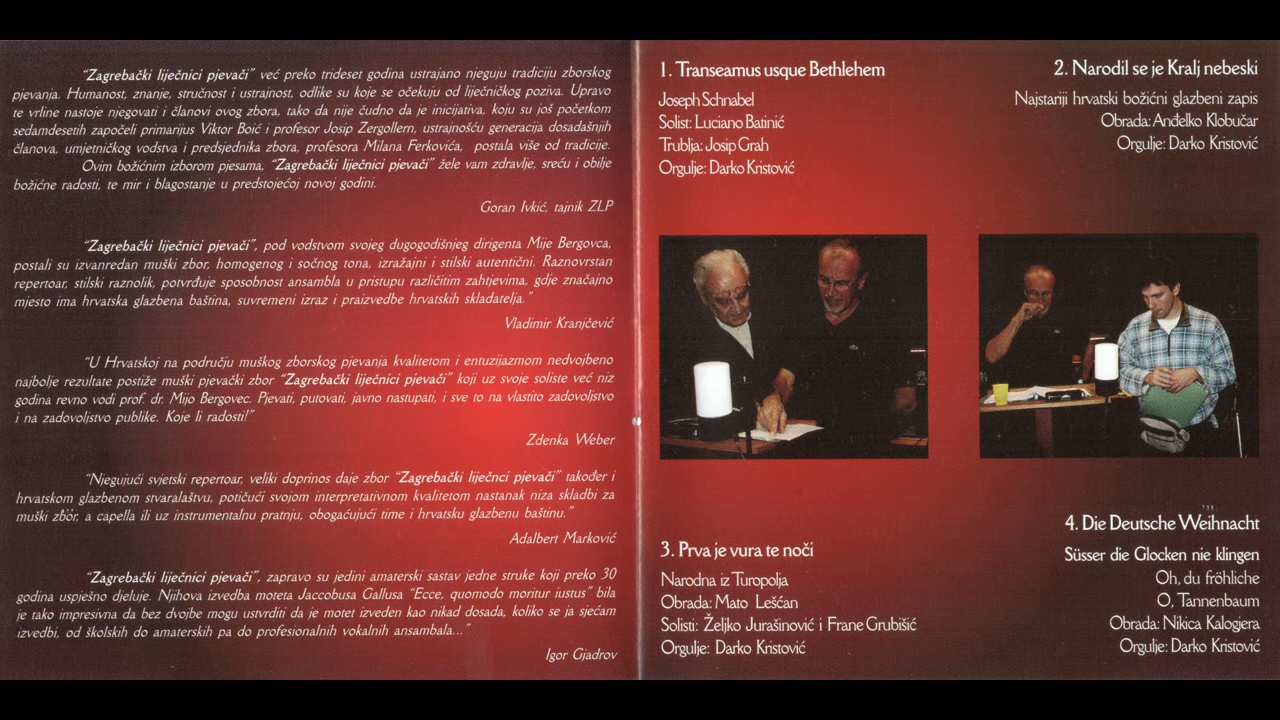 “Zagrebački liječnici pjevači” već preko trideset godina ustrajno njeguju tradiciju zborskog
pjevanja. Humanost, znanje, stručnost i ustrajnost, odlike su koje se očekuju od liječničkog poziva. Upravo
te vrline nastoje njegovati i članovi ovog zbora, tako da nije čudno da je inicijativa, koju su još početkom
sedamdesetih započeli primarijus Viktor Boić i profesor Josip Zergollern, ustrajnošću generacija dosadašnjih
članova, umjetničkog vodstva i predsjednika zbora, profesora Milana Ferkovića, postala više od tradicije.
Ovim božićnim izborom pjesama, “Zagrebački liječnici pjevači” žele vam zdravlje, sreću i obilje
božićne radosti, te mir i blagostanje u predstojećoj novoj godini.
Goran Ivkić, tajnik ZLP
“Zagrebački liječnici pjevači”, pod vodstvom svojeg dugogodišnjeg dirigenta Mije Bergovca,
postali su izvanredan muški zbor, homogenog i sočnog tona, izražajni i stilski autentični. Raznovrstan
repertoar, stilski raznolik, potvrđuje sposobnost ansambla u pristupu različitim zahtjevima, gdje značajno
mjesto ima hrvatska glazbena baština, suvremeni izraz i praizvedbe hrvatskih skladatelja.”
Vladimir Kranjčević
“U Hrvatskoj na području muškog zborskog pjevanja kvalitetom i entuzijazmom nedvojbeno
najbolje rezultate postiže muški pjevački zbor “Zagrebački liječnici pjevači” koji uz svoje soliste već niz
godina revno vodi prof. dr. Mijo Bergovec. Pjevati, putovati, javno nastupati, i sve to na vlastito zadovoljstvo
i na zadovoljstvo publike. Koje li radosti!”
Zdenka Weber
“Njegujući svjetski repertoar, veliki doprinos daje zbor “Zagrebački liječnci pjevači” također i
hrvatskom glazbenom stvaralaštvu, potičući svojom interpretativnom kvalitetom nastanak niza skladbi za
muški zbor, a capella ili uz instrumentalnu pratnju, obogaćujući time i hrvatsku glazbenu baštinu.”
Adalbert Marković
“Zagrebački liječnici pjevači”, zapravo su jedini amaterski sastav jedne struke koji preko 30
godina uspješno djeluje. Njihova izvedba moteta Jaccobusa Gallusa “Ecce, quomodo moritur iustus” bila
je tako impresivna da bez dvojbe mogu ustvrditi da je motet izveden kao nikad dosada, koliko se ja sjećam
izvedbi, od školskih do amaterskih pa do profesionalnih vokalnih ansambala...”
Igor Gjadrov
1. Transeamus usque Bethlehem
Joseph Schnabel
Solist: Luciano Batinić
Trublja: Josip Grah
Orgulje: Darko Kristović
2. Narodil se je Kralj nebeski
Najstariji hrvatski božićni glazbeni zapis
Obrada: Anđelko Klobučar
Orgulje: Darko Kristović
3. Prva je vura te noči
Narodna iz Turopolja
Obrada: Mato Lešćan
Solisti: Željko Jurašinović i Frane Grubišić
Orgulje: Darko Kristović
4. Die Deutsche Weihnacht
Süsser die Glocken nie klingen
Oh, du fröhliche
O, Tannenbaum
Obrada: Nikica Kalogjera
Orgulje: Darko Kristović